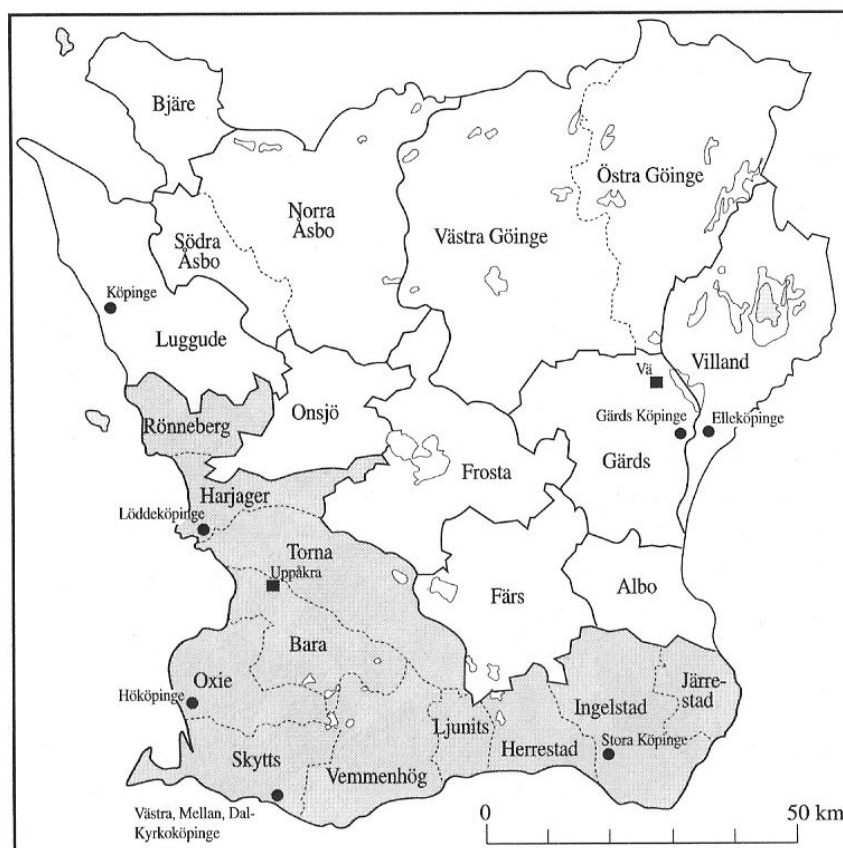 Bjäre
Östra Göinge
Norra
Åsbo
Västra Göinge
Södra
Åsbo
Köpinge
Luggude
Villand
Vä
Onsjö
Rönneberg
Gärds Köpinge
Elleköpinge
Gärds
Frosta
Harjager
Löddeköpinge
Torna
Uppåkra
Albo
Färs
Bara
Oxie
Järre-
stad
Hököpinge
Ingelstad
Ljunits
Herrestad
Stora Köpinge
Skytts
Vemmenhög
Västra, Mellan, Dal-
Kyrkoköpinge
0 50 km